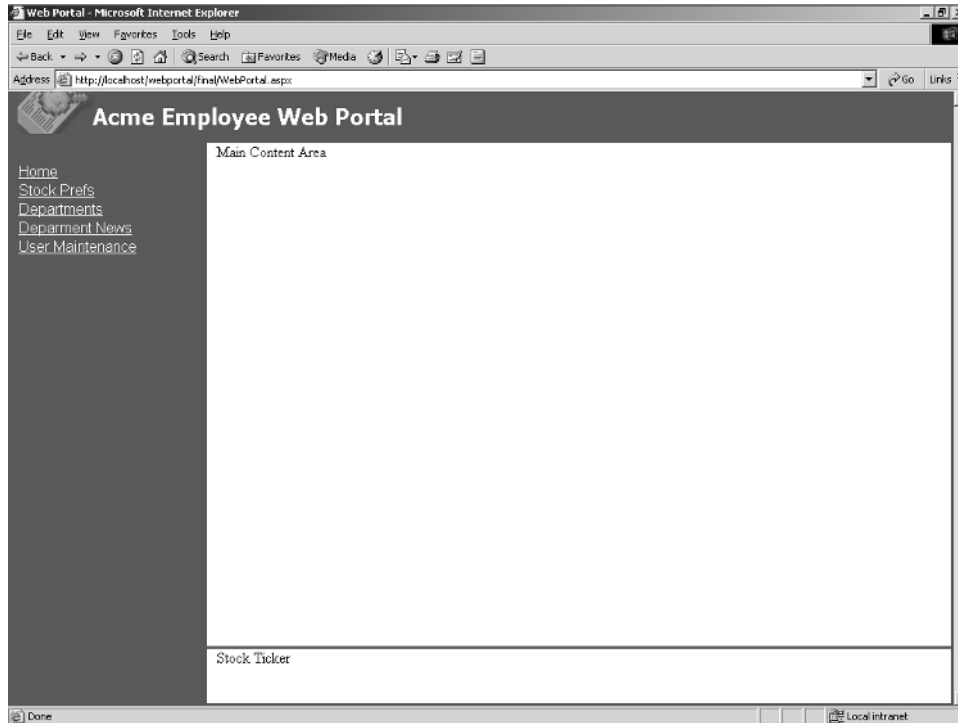 Web Portal - Microsoft Internet Explorer
File Edit View Favorites Tools Help
Back Search Favorites Media
Address http://localhost/webportal/final/WebPortal.aspx Go Links
Acme Employee Web Portal
Main Content Area
Home
Stock Prefs
Departments
Deparment News
User Maintenance
Stock Ticker
Done Local intranet